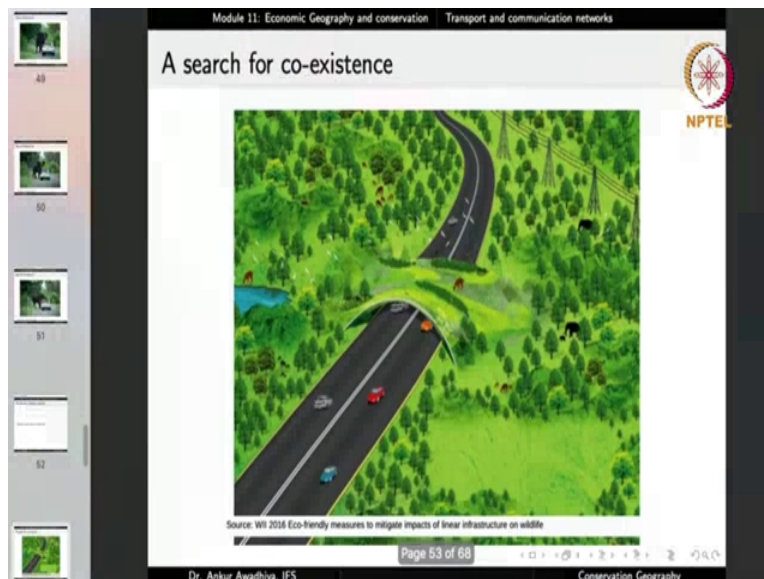 Module 11: Economic Geography and conservation Transport and communication networks
A search for co-existence
NPTEL
49
50
51
52
Source: WII 2016 Eco-friendly measures to mitigate impacts of linear infrastructure on wildlife
Page 53 of 68
Dr. Ankur Awadhiya, IFS Conservation Geography